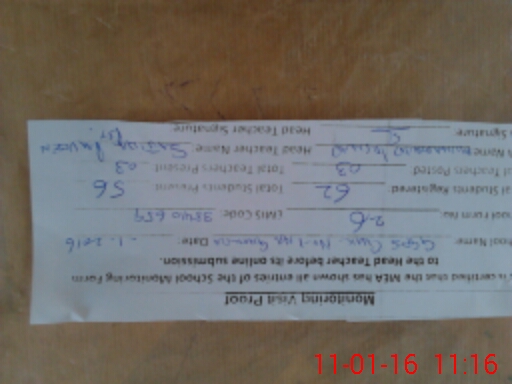 Monitoring Visit Proof
is certified that the MEA has shown all entries of the School Monitoring Form
to the Head Teacher before its online submission.
School Name: GGPS Date: -1-2016
School Form No 2-6 EMIS Code:
Total Students Registered 62 Total Students Present 56
Total Teachers Posted 03 Total Teachers Present 03
Name Head Teacher Name
Signature Head Teacher Signature
11-01-16 11:16